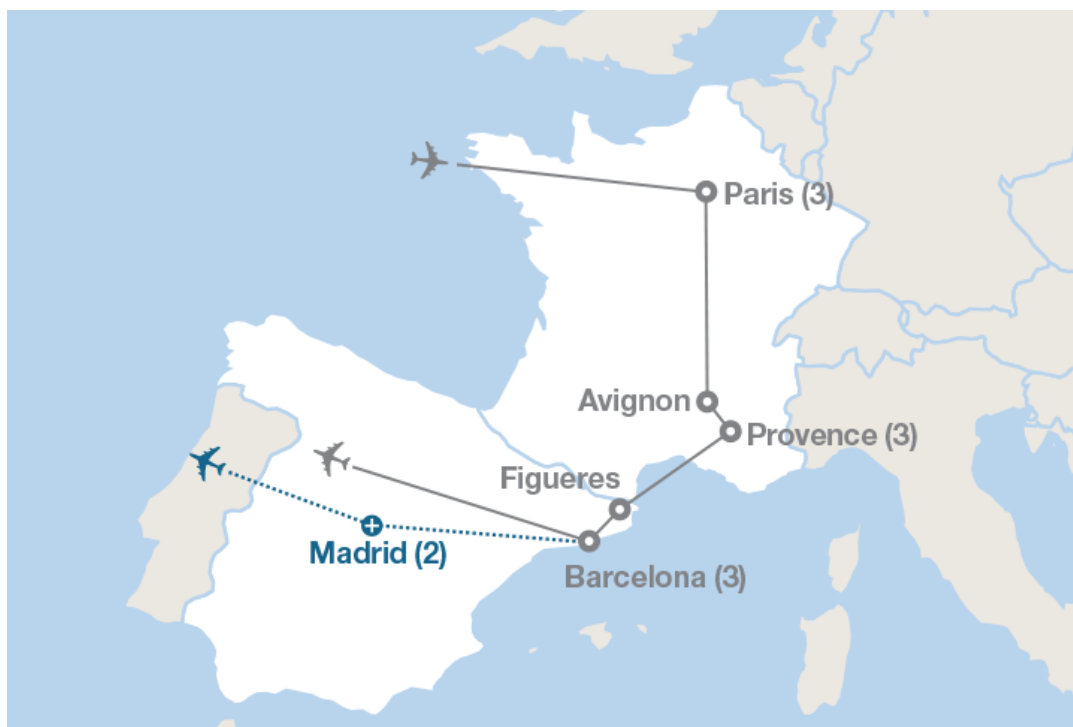 Paris (3)
Avignon
Provence (3)
Figueres
Madrid (2)
Barcelona (3)